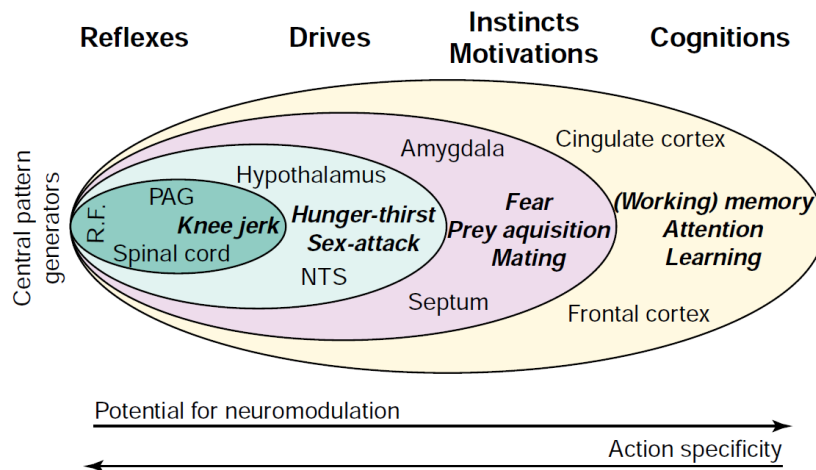 Reflexes
Drives
Instincts
Motivations
Cognitions
Central pattern
generators
R.F.
PAG
Knee jerk
Spinal cord
Hypothalamus
Hunger-thirst
Sex-attack
NTS
Amygdala
Fear
Prey aquisition
Mating
Septum
Cingulate cortex
(Working) memory
Attention
Learning
Frontal cortex
Potential for neuromodulation
Action specificity